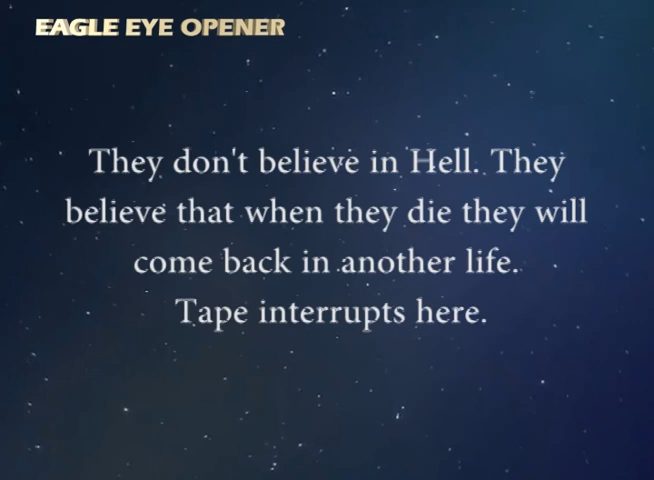 EAGLE EYE OPENER
They don't believe in Hell. They
believe that when they die they will
come back in another life.
Tape interrupts here.